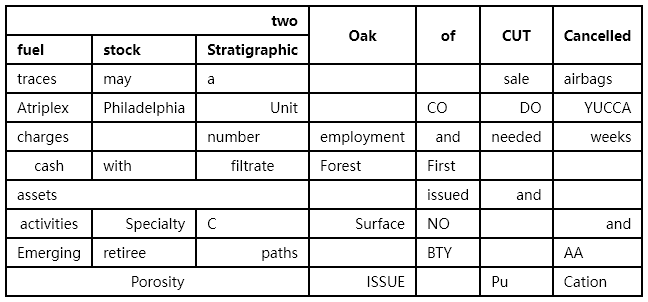 two Oak of CUT Cancelled
fuel stock Stratigraphic
traces may a sale airbags
Atriplex Philadelphia Unit CO DO YUCCA
charges number employment and needed weeks
cash with filtrate Forest First
assets issued and
activities Specialty C Surface NO and
Emerging retiree paths BTY AA
Porosity ISSUE Pu Cation